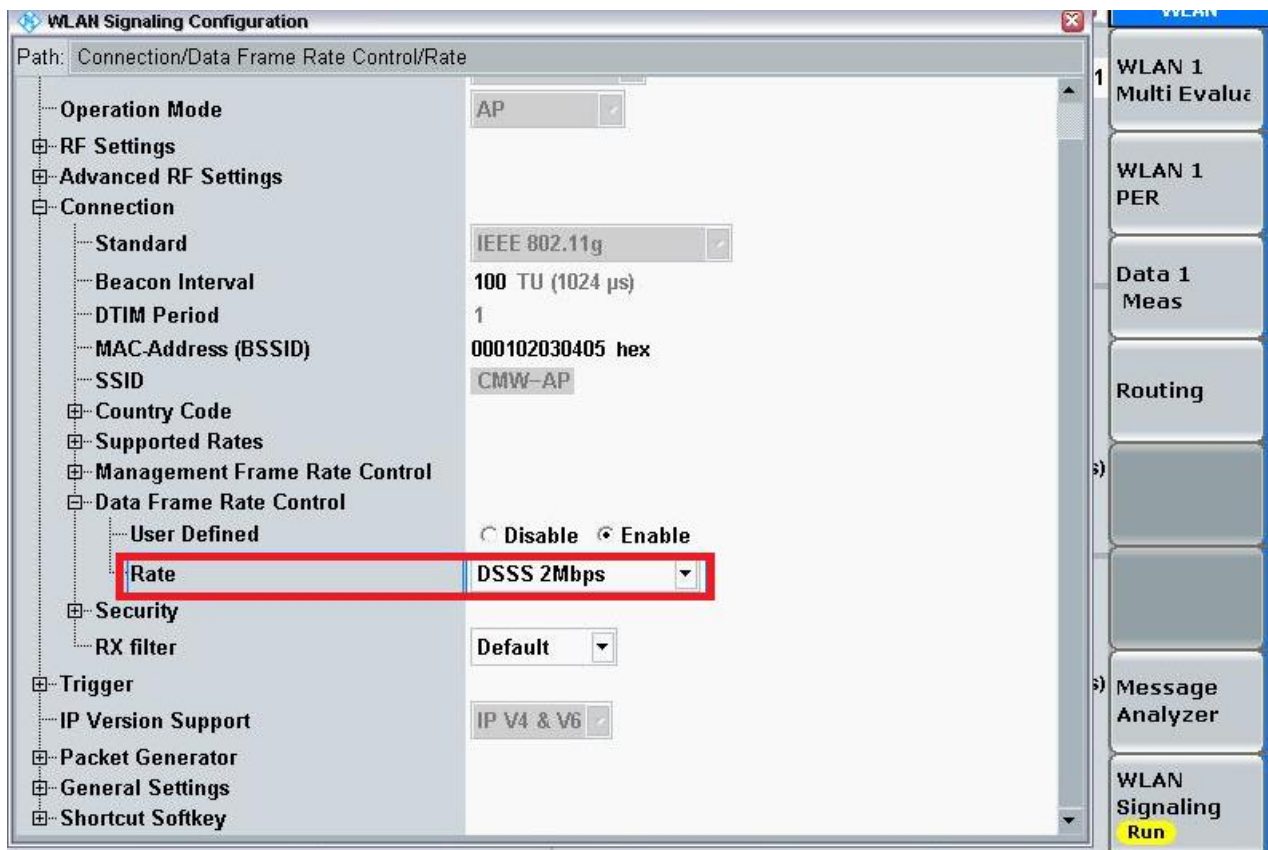 WLAN Signaling Configuration
WLAN
Path: Connection/Data Frame Rate Control/Rate
Operation Mode AP
RF Settings
Advanced RF Settings
Connection
Standard IEEE 802.11g
Beacon Interval 100 TU (1024 µs)
DTIM Period 1
MAC-Address (BSSID) 000102030405 hex
SSID CMW-AP
Country Code
Supported Rates
Management Frame Rate Control
Data Frame Rate Control
User Defined Disable Enable
Rate DSSS 2Mbps
Security
RX filter Default
Trigger
IP Version Support IP V4 & V6
Packet Generator
General Settings
Shortcut Softkey
1
s)
s)
WLAN 1
Multi Evalua
WLAN 1
PER
Data 1
Meas
Routing
Message
Analyzer
WLAN
Signaling
Run